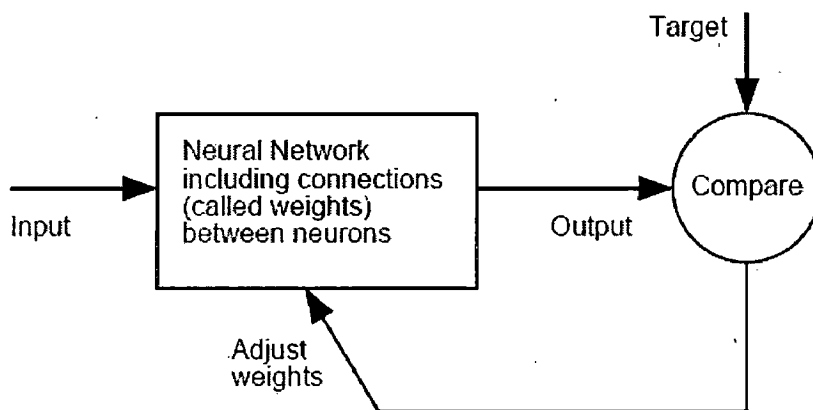 Target
Neural Network
including connections
(called weights)
between neurons
Compare
Input
Output
Adjust
weights